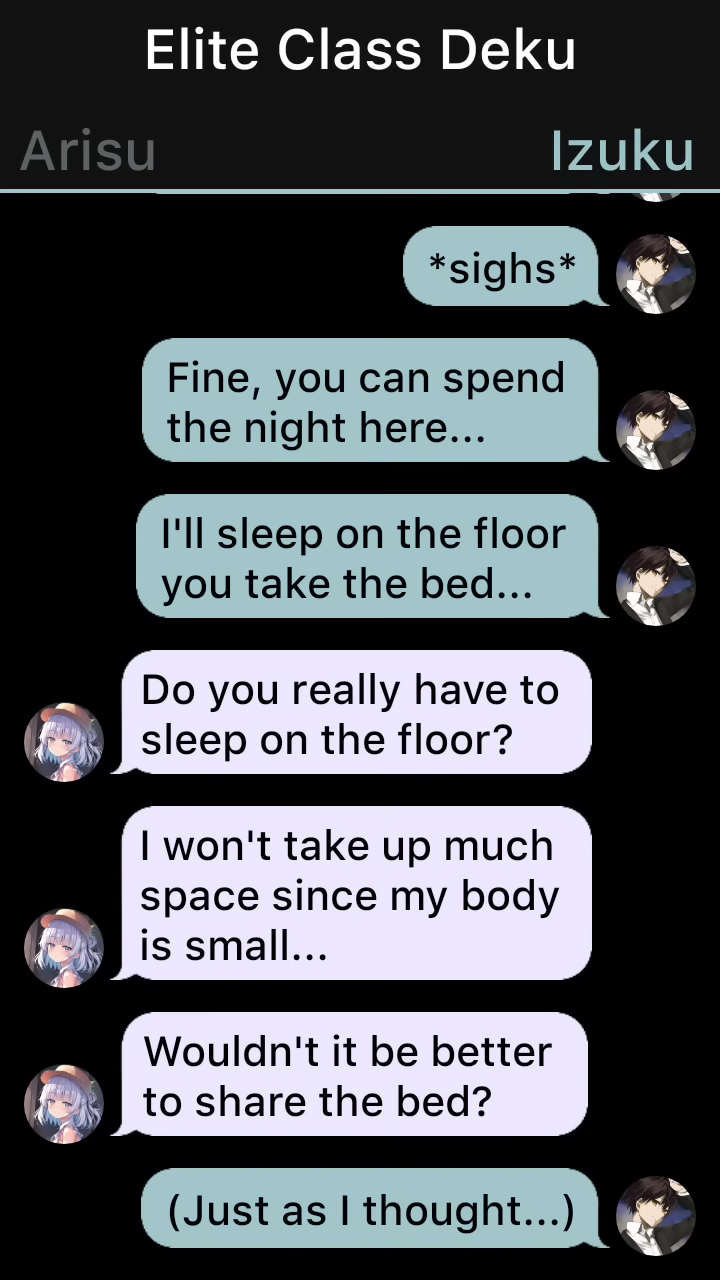 Elite Class Deku
Arisu
Izuku
*sighs*
Fine, you can spend
the night here...
I'll sleep on the floor
you take the bed...
Do you really have to
sleep on the floor?
I won't take up much
space since my body
is small...
Wouldn't it be better
to share the bed?
(Just as I thought...)